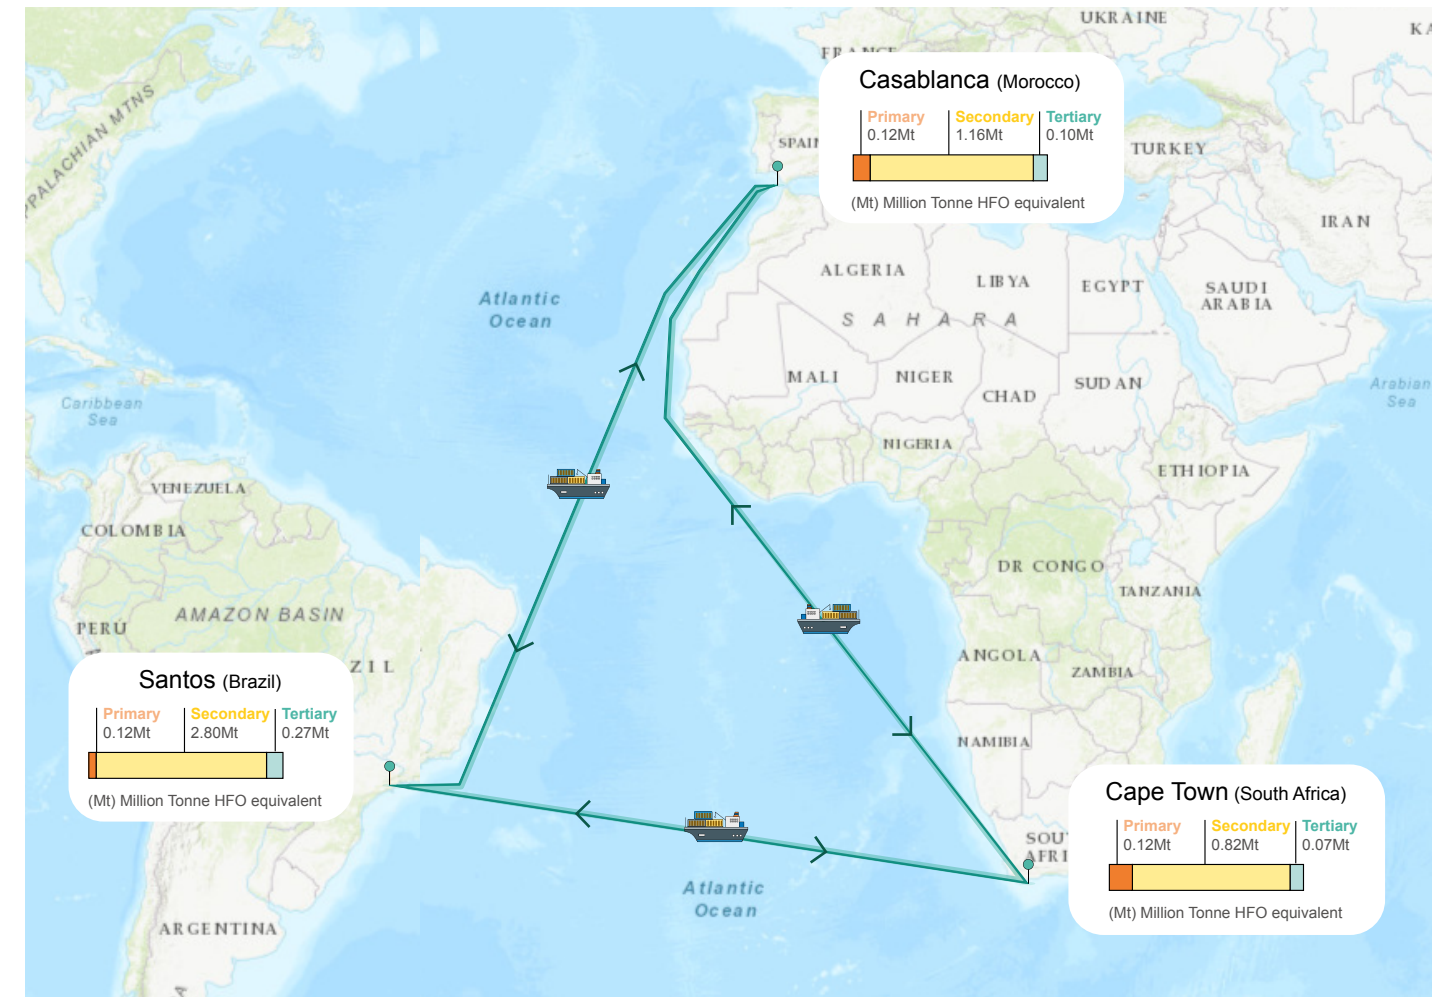 UKRAINE
FRANCE
Casablanca (Morocco)
Primary Secondary Tertiary
0.12Mt 1.16Mt 0.10Mt
(Mt) Million Tonne HFO equivalent
PPALACHIAN MTNS
SPAIN
TURKEY
IRAN
ALGERIA
LIBYA
EGYPT
SAUDI
ARABIA
Atlantic
Ocean
SAHARA
MALI
NIGER
CHAD
SUDAN
Arabian
Sea
Caribbean
Sea
NIGERIA
ETHIOPIA
VENEZUELA
COLOMBIA
DR CONGO
TANZANIA
AMAZON BASIN
PERU
ANGOLA
ZAMBIA
ZIL
Santos (Brazil)
Primary Secondary Tertiary
0.12Mt 2.80Mt 0.27Mt
(Mt) Million Tonne HFO equivalent
NAMIBIA
Cape Town (South Africa)
Primary Secondary Tertiary
0.12Mt 0.82Mt 0.07Mt
(Mt) Million Tonne HFO equivalent
SOU
AFRI
Atlantic
Ocean
ARGENTINA